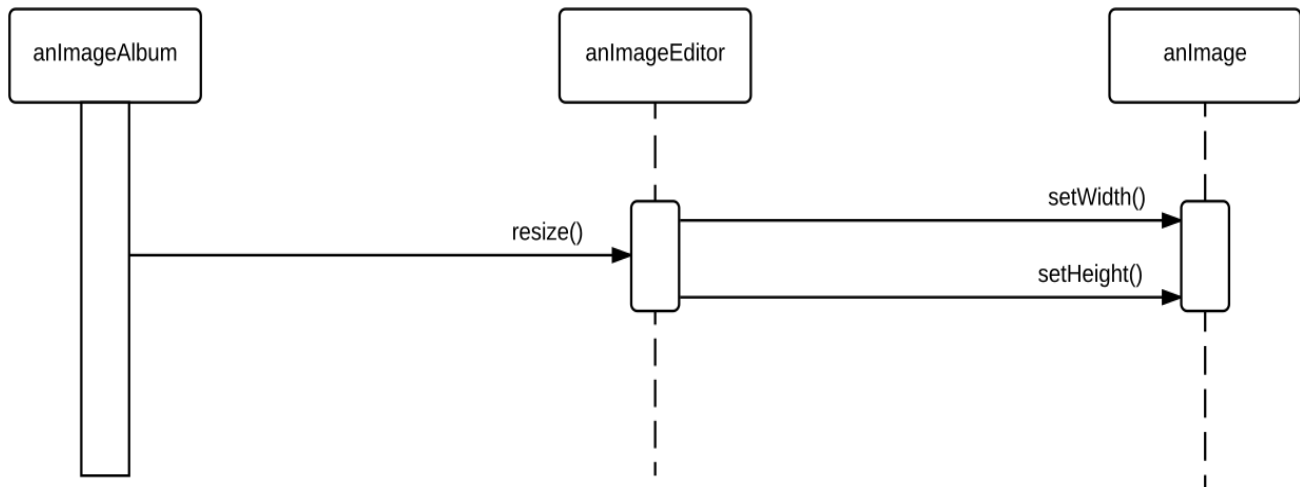 anImageAlbum
anImageEditor
anImage
setWidth()
resize()
setHeight()